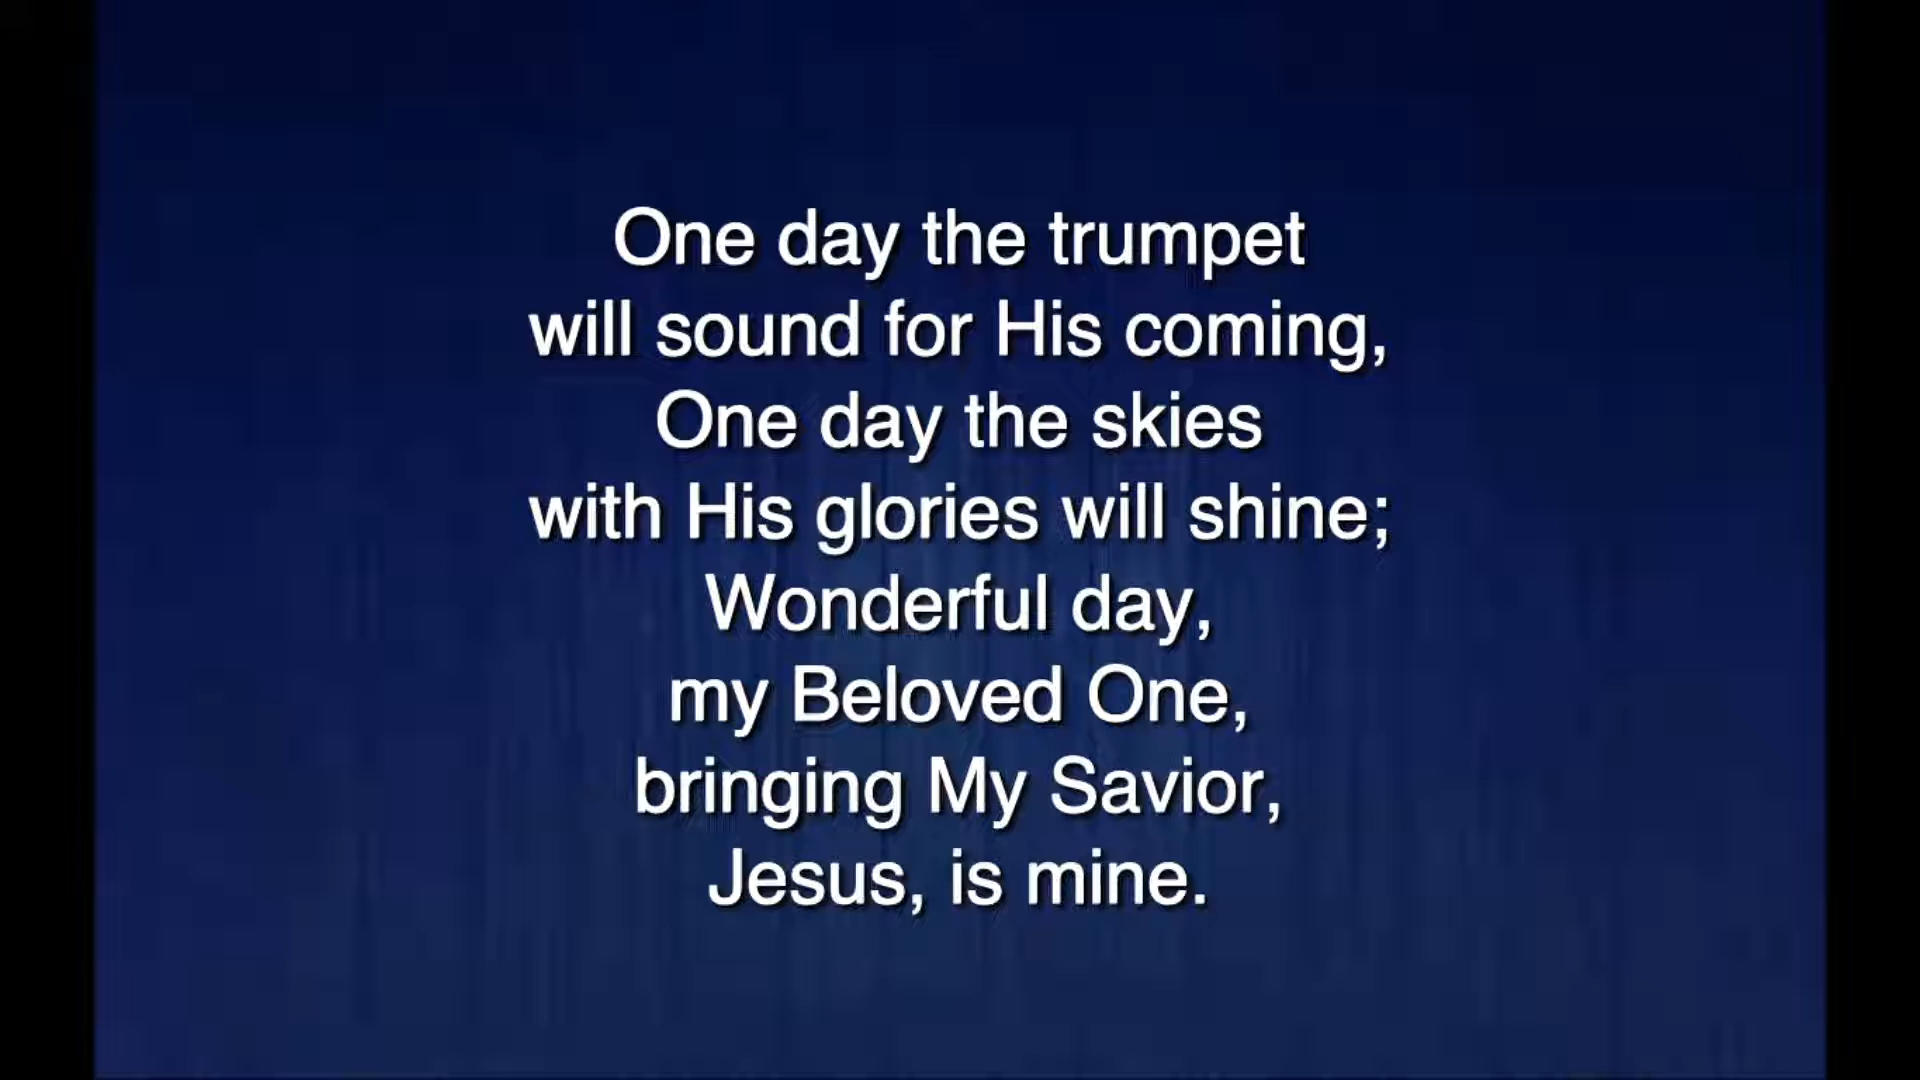 One day the trumpet
will sound for His coming,
One day the skies
with His glories will shine;
Wonderful day,
my Beloved One,
bringing My Savior,
Jesus, is mine.